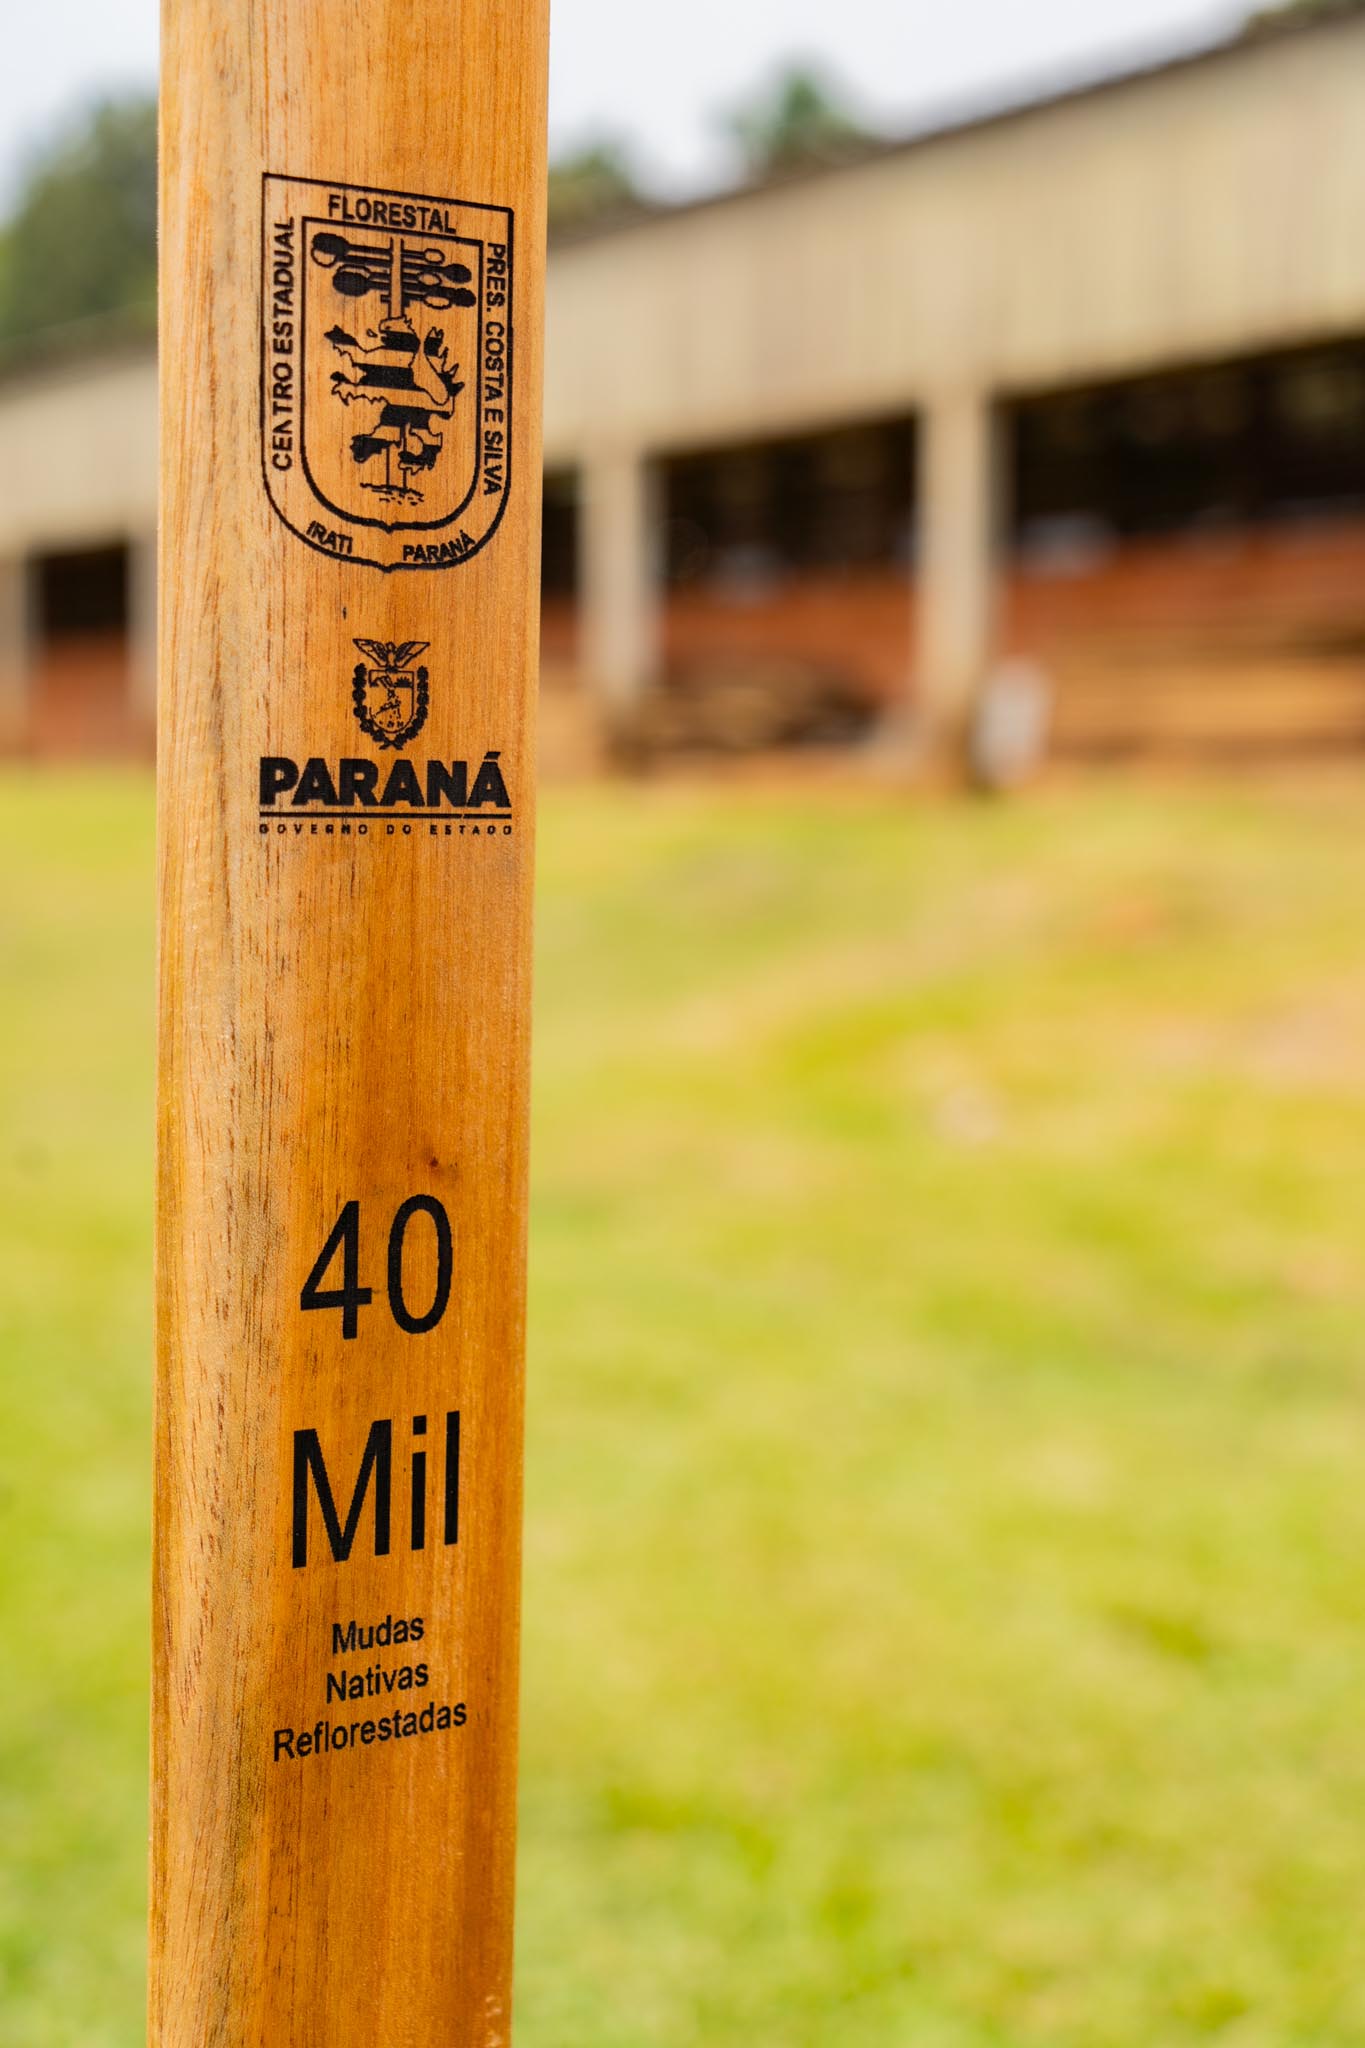 CENTRO ESTADUAL
FLORESTAL
PRES. COSTA E SILVA
IRATI PARANÁ
PARANÁ
GOVERNO DO ESTADO
40
Mil
Mudas
Nativas
Reflorestadas